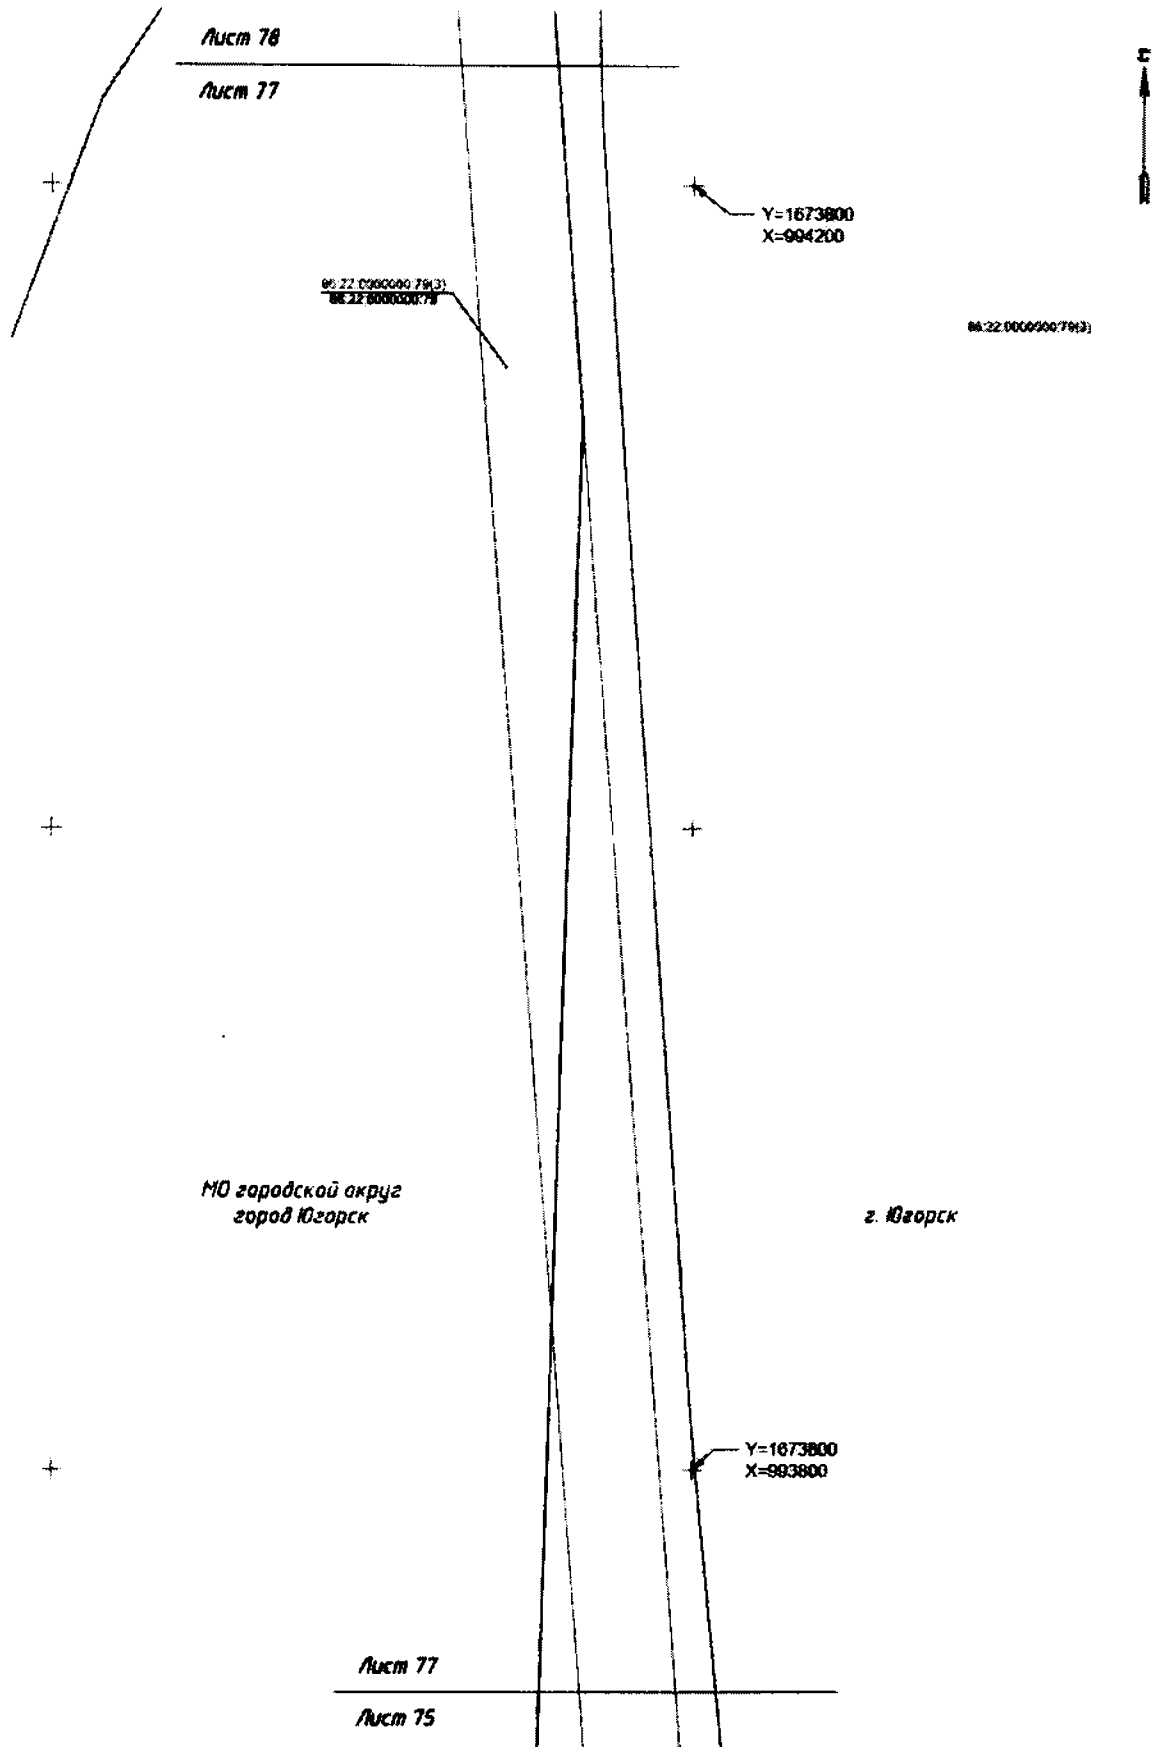 Лист 78
Лист 77
Y=1673800
X=994200
86:22:0000000:79(3)
86:22:0000000:79
86:22:0000000:79(3)
МО городской округ
город Югорск
г. Югорск
Y=1673800
X=993800
Лист 77
Лист 75